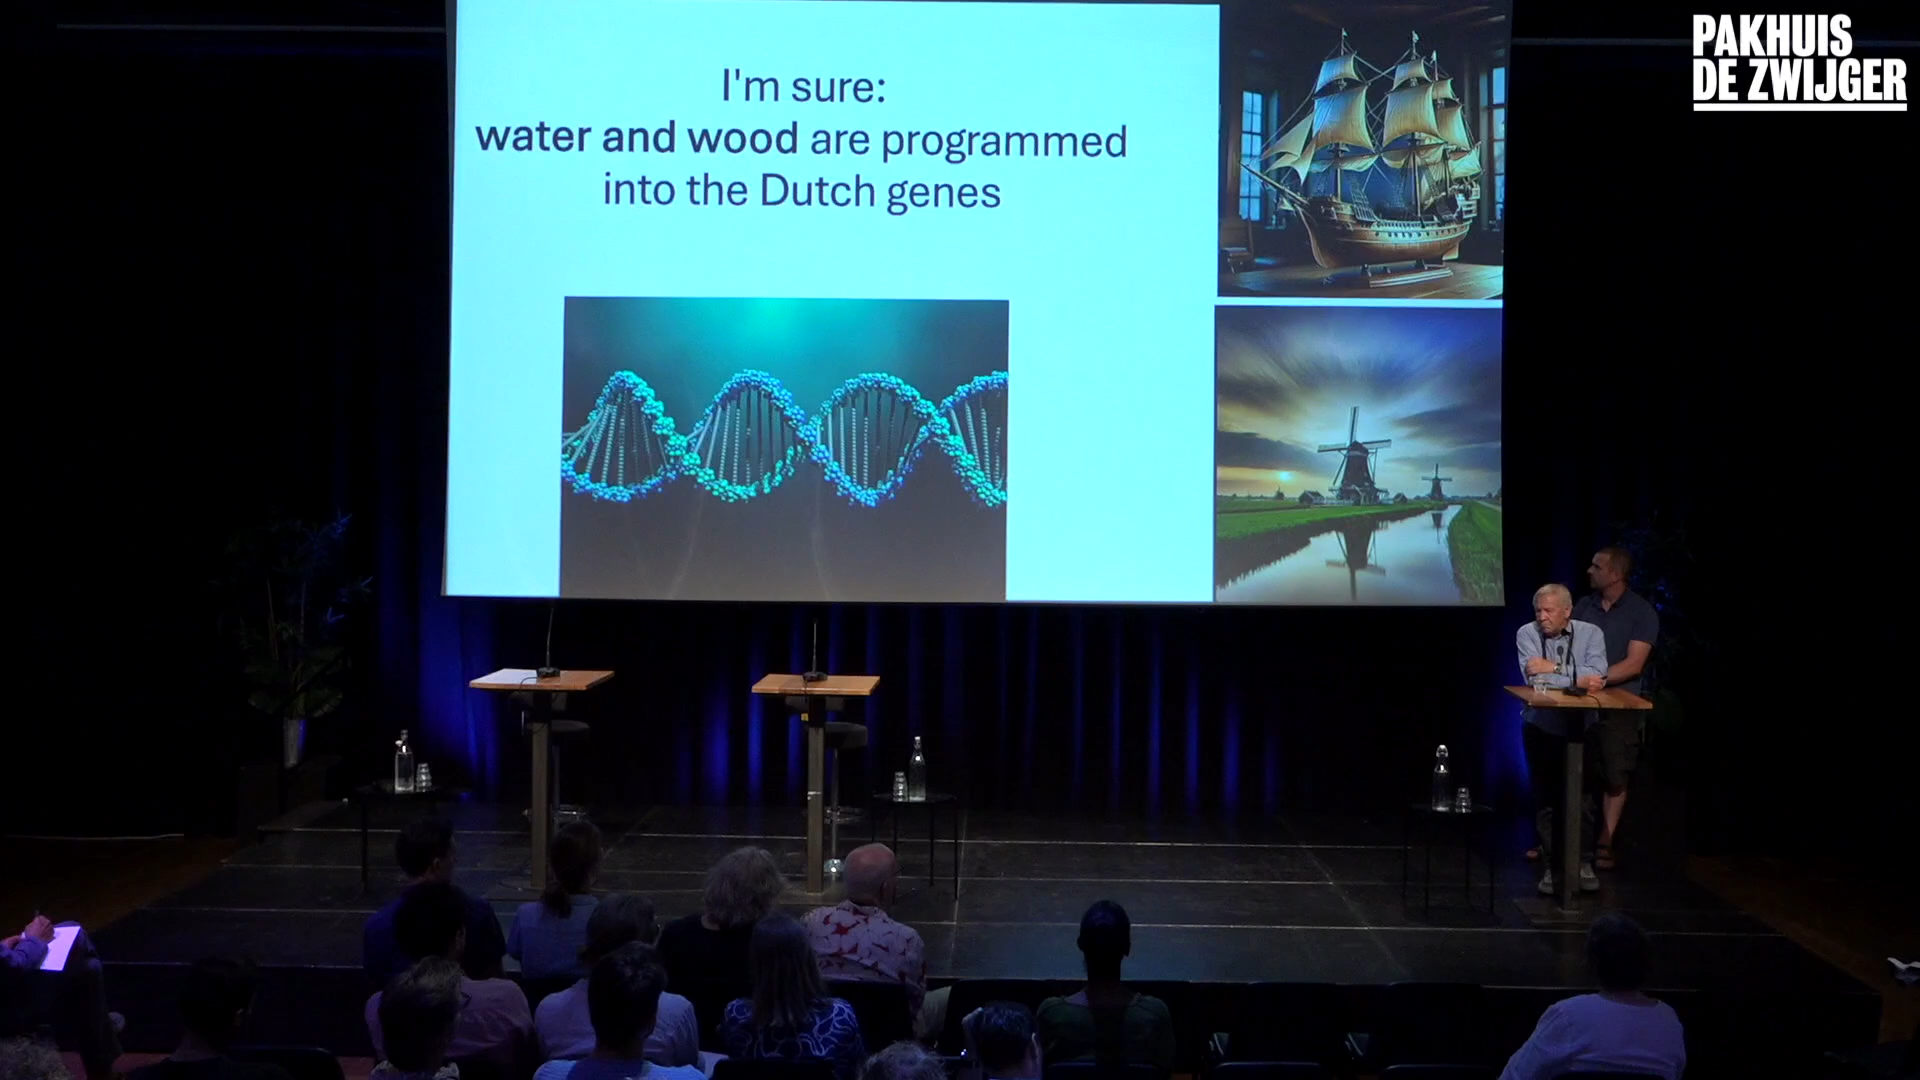 I'm sure:
water and wood are programmed
into the Dutch genes
PAKHUIS
DE ZWIJGER